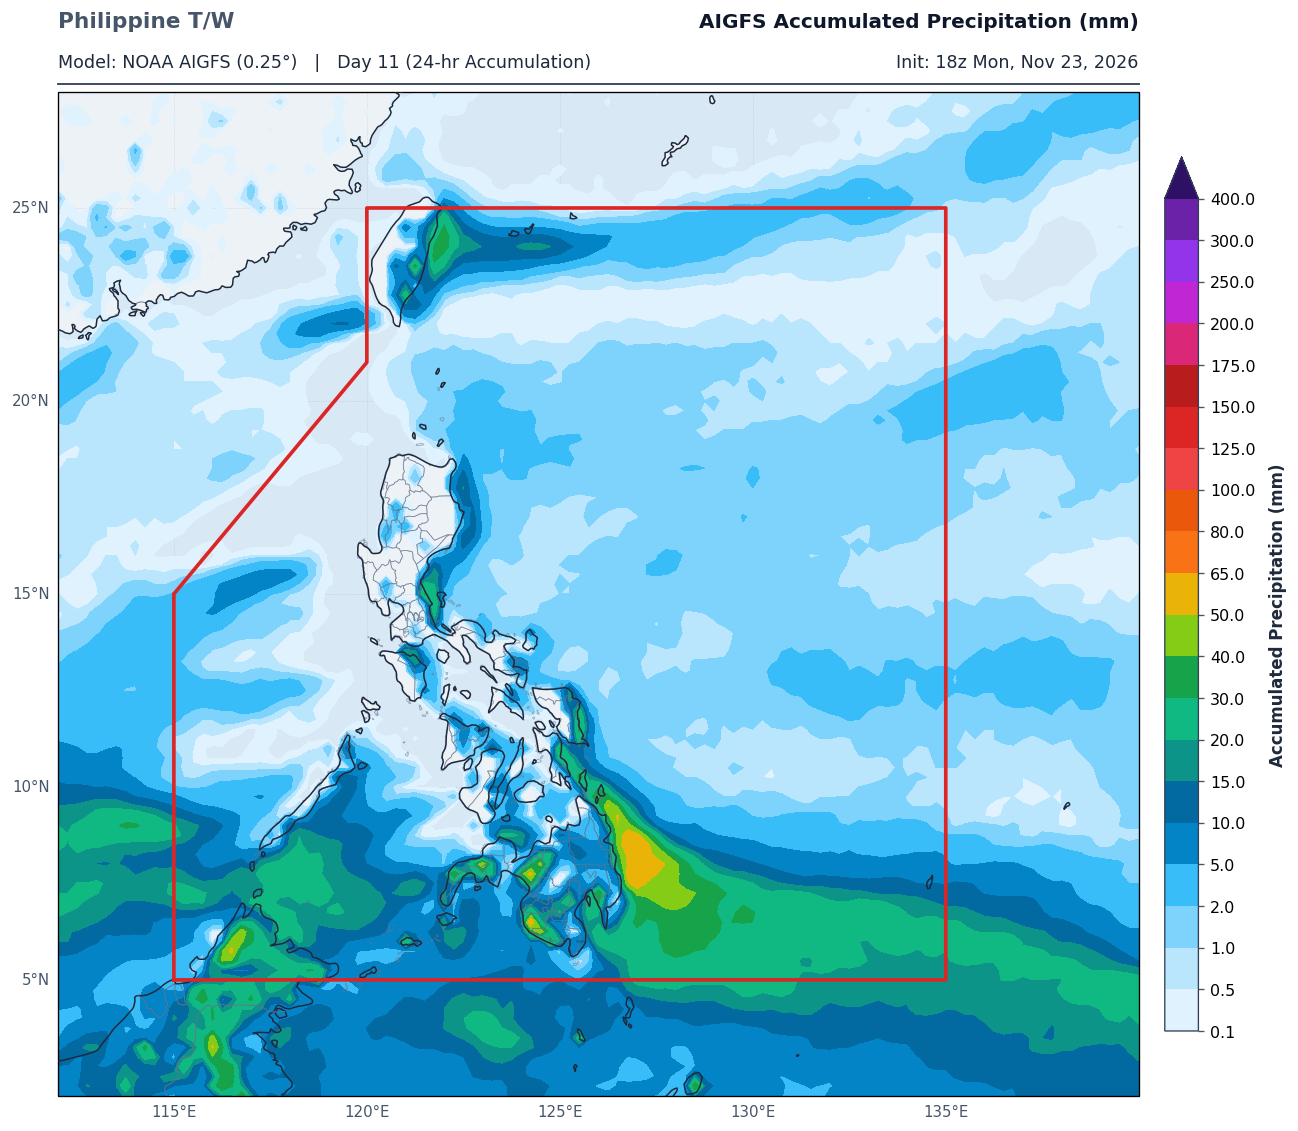 Philippine T/W
AIGFS Accumulated Precipitation (mm)
Model: NOAA AIGFS (0.25°)   |   Day 11 (24-hr Accumulation)
Init: 18z Mon, Nov 23, 2026
25°N
20°N
15°N
10°N
5°N
115°E
120°E
125°E
130°E
135°E
400.0
300.0
250.0
200.0
175.0
150.0
125.0
100.0
80.0
65.0
50.0
40.0
30.0
20.0
15.0
10.0
5.0
2.0
1.0
0.5
0.1
Accumulated Precipitation (mm)